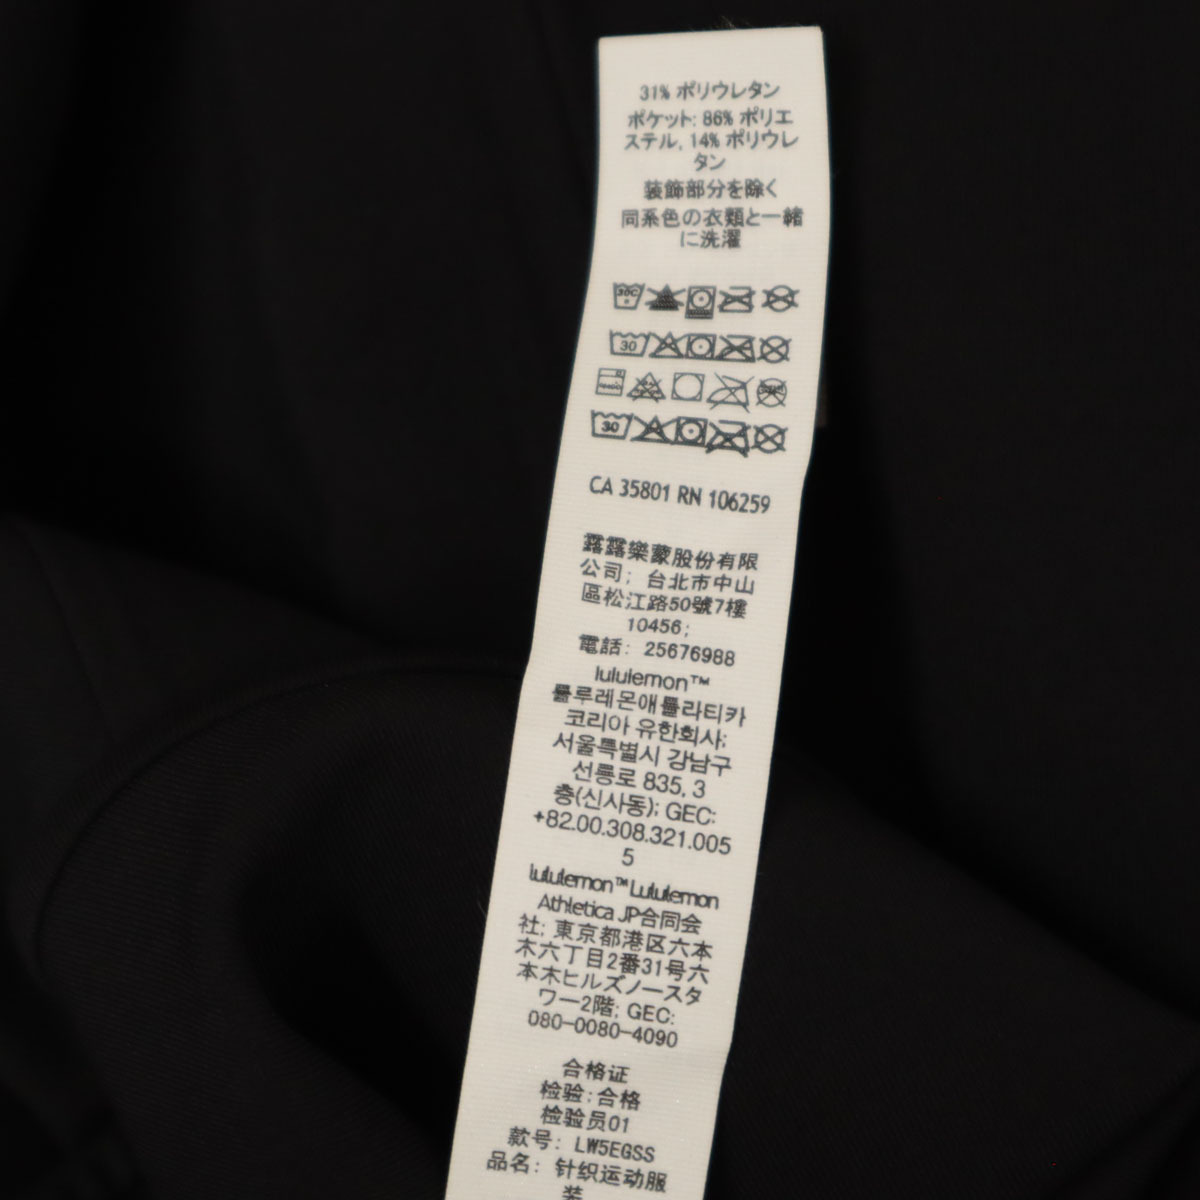 31% ポリウレタン
ポケット: 86% ポリエ
ステル, 14% ポリウレ
タン
装飾部分を除く
同系色の衣類と一緒
に洗濯
30
30
CA 35801 RN 106259
露露樂蒙股份有限
公司; 台北市中山
區松江路50號7樓
10456;
電話: 25676988
lululemon™
룰루레몬애틀라티카
코리아 유한회사;
서울특별시 강남구
선릉로 835, 3
층(신사동); GEC:
+82.00.308.321.005
5
lululemon™ Lululemon
Athletica JP合同会
社; 東京都港区六本
木六丁目2番31号六
本木ヒルズノースタ
ワー2階; GEC:
080-0080-4090
合格证
检验: 合格
检验员01
款号: LW5EGSS
品名: 针织运动服
装